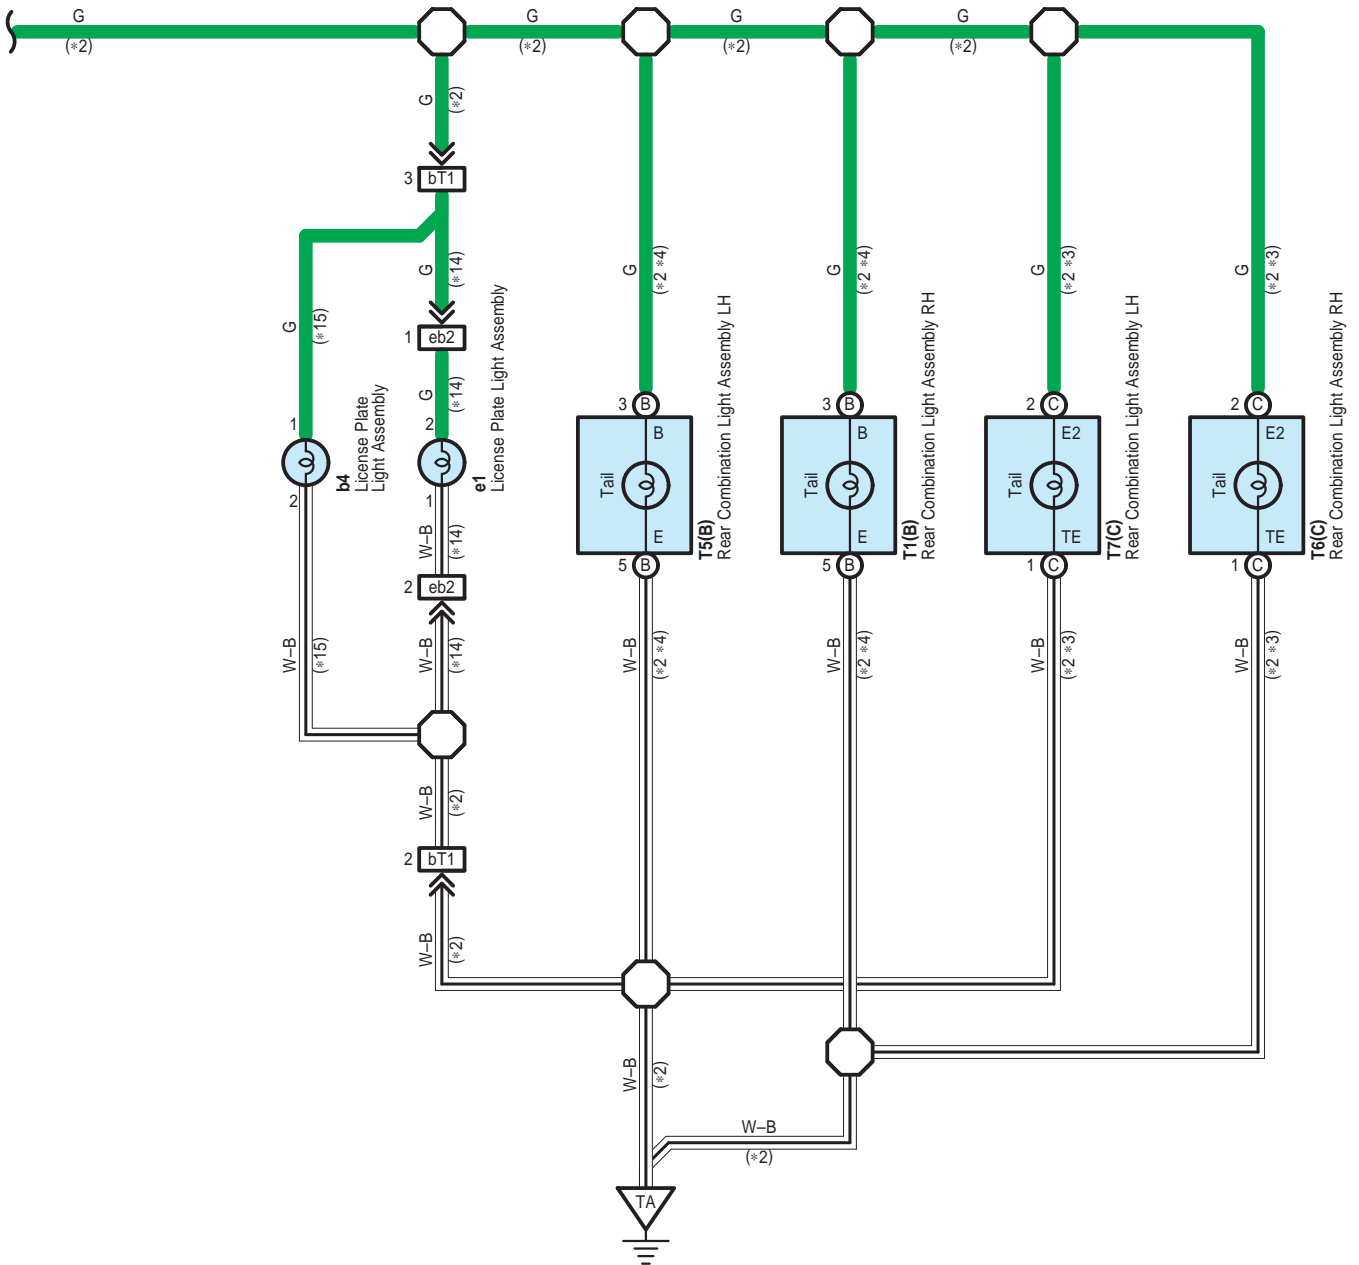 G G G G
(*2) (*2) (*2) (*2)
G (*2)
3 bT1
G (*15)
G (*14)
G (*2 *4)
G (*2 *4)
G (*2 *3)
G (*2 *3)
1 eb2
G (*14)
1
2
b4
License Plate
Light Assembly
2
e1
License Plate Light Assembly
1
3 B
B
Tail
E
5 B
T5(B)
Rear Combination Light Assembly LH
3 B
B
Tail
E
5 B
T1(B)
Rear Combination Light Assembly RH
2 C
E2
Tail
TE
1 C
T7(C)
Rear Combination Light Assembly LH
2 C
E2
Tail
TE
1 C
T6(C)
Rear Combination Light Assembly RH
W–B (*14)
2 eb2
W–B (*15)
W–B (*14)
W–B (*2 *4)
W–B (*2 *4)
W–B (*2 *3)
W–B (*2 *3)
W–B (*2)
2 bT1
W–B (*2)
W–B (*2)
W–B
(*2)
TA